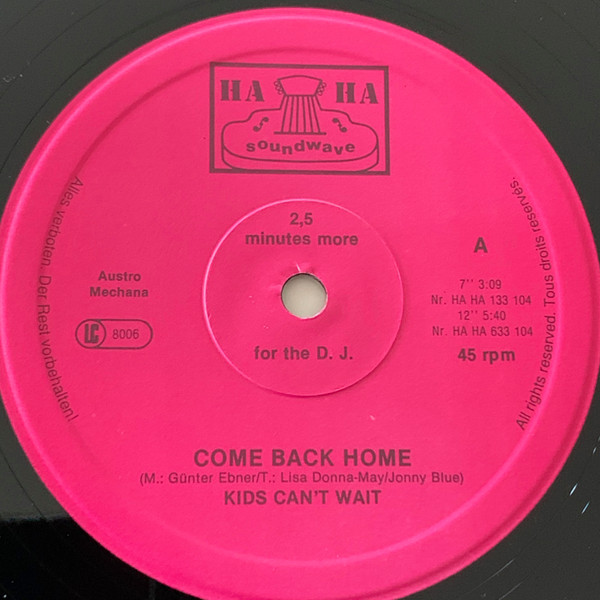 HA HA
soundwave
2,5
minutes more
for the D. J.
A
Austro
Mechana
LC 8006
7'' 3:09
Nr. HA HA 133 104
12'' 5:40
Nr. HA HA 633 104
45 rpm
COME BACK HOME
(M.: Günter Ebner/T.: Lisa Donna-May/Jonny Blue)
KIDS CAN'T WAIT
Alles verboten. Der Rest vorbehalten!
All rights reserved. Tous droits reservés.